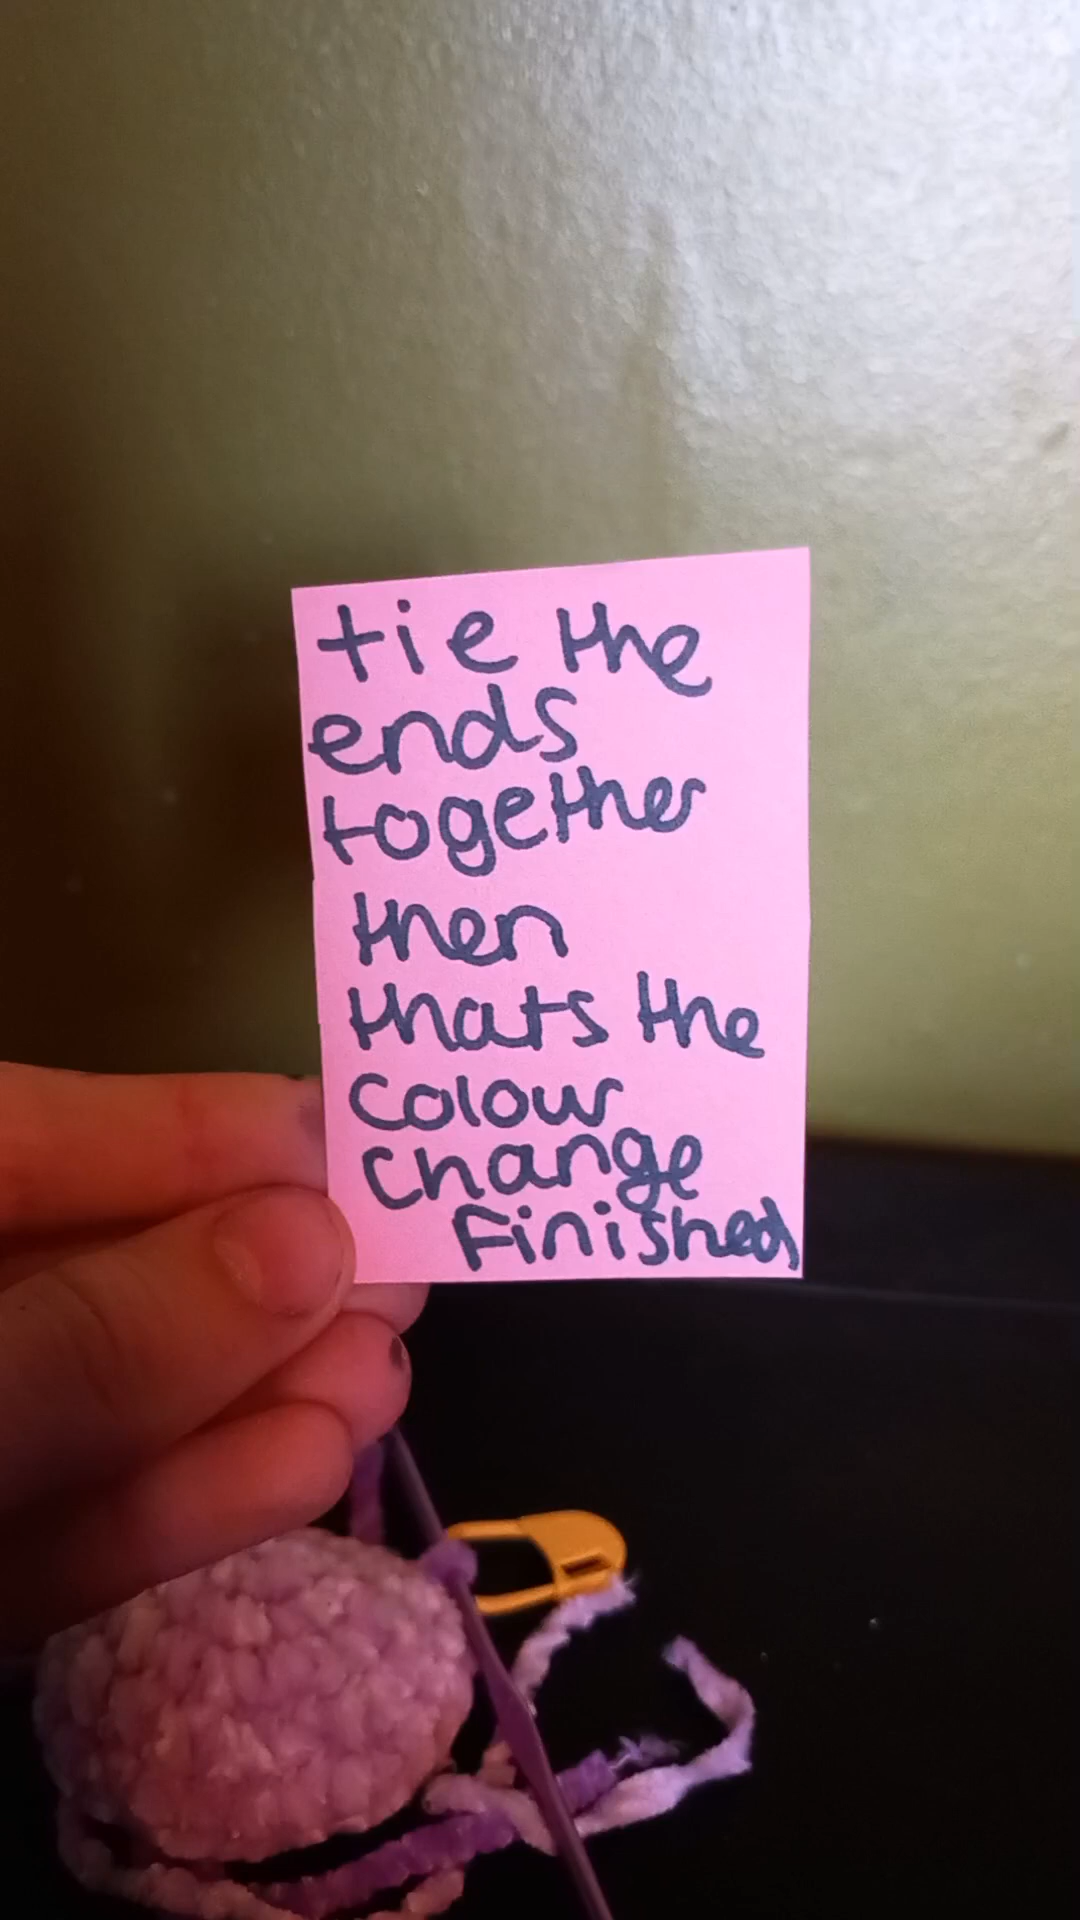 tie the
ends
together
then
thats the
colour
change
finished